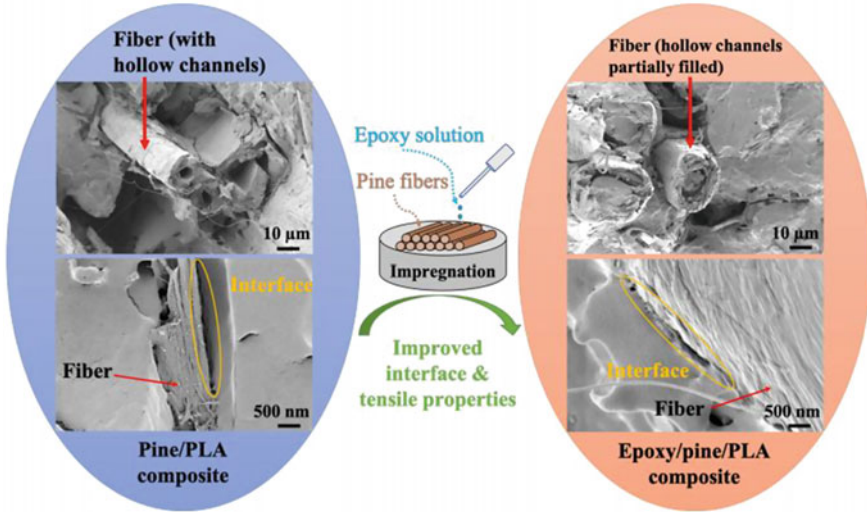 Fiber (with
hollow channels)
10 µm
Interface
Fiber
500 nm
Pine/PLA
composite
Epoxy solution
Pine fibers
Impregnation
Improved
interface &
tensile properties
Fiber (hollow channels
partially filled)
10 µm
Interface
Fiber
500 nm
Epoxy/pine/PLA
composite